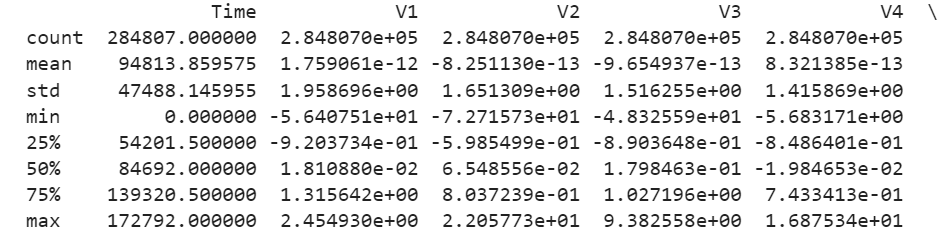 Time V1 V2 V3 V4 \
count 284807.000000 2.848070e+05 2.848070e+05 2.848070e+05 2.848070e+05
mean 94813.859575 1.759061e-12 -8.251130e-13 -9.654937e-13 8.321385e-13
std 47488.145955 1.958696e+00 1.651309e+00 1.516255e+00 1.415869e+00
min 0.000000 -5.640751e+01 -7.271573e+01 -4.832559e+01 -5.683171e+00
25% 54201.500000 -9.203734e-01 -5.985499e-01 -8.903648e-01 -8.486401e-01
50% 84692.000000 1.810880e-02 6.548556e-02 1.798463e-01 -1.984653e-02
75% 139320.500000 1.315642e+00 8.037239e-01 1.027196e+00 7.433413e-01
max 172792.000000 2.454930e+00 2.205773e+01 9.382558e+00 1.687534e+01